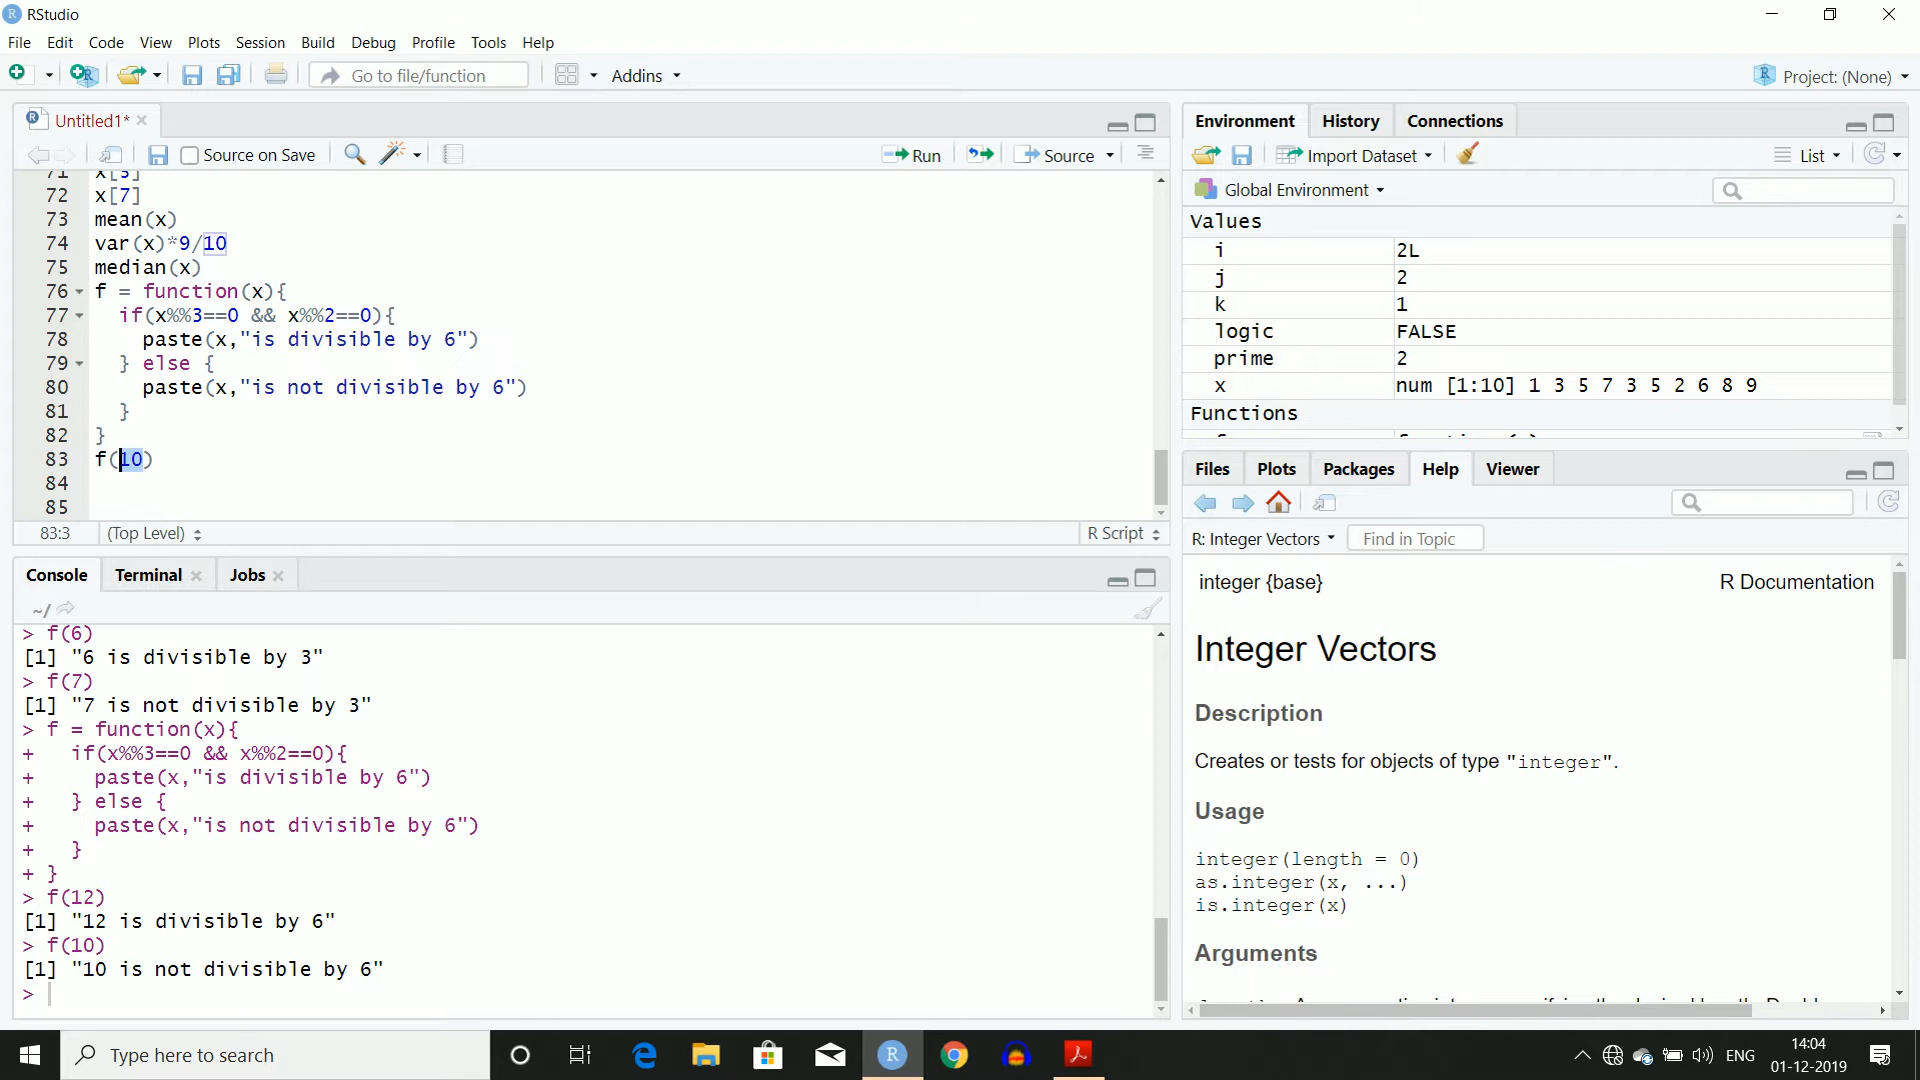 RStudio
File Edit Code View Plots Session Build Debug Profile Tools Help
Go to file/function Addins Project: (None)
Untitled1*
Source on Save Run Source
71 x[5]
72 x[7]
73 mean(x)
74 var(x)*9/10
75 median(x)
76 f = function(x){
77 if(x%%3==0 && x%%2==0){
78 paste(x,"is divisible by 6")
79 } else {
80 paste(x,"is not divisible by 6")
81 }
82 }
83 f(10)
84
85
83:3 (Top Level) R Script
Console Terminal Jobs
~/
> f(6)
[1] "6 is divisible by 3"
> f(7)
[1] "7 is not divisible by 3"
> f = function(x){
+ if(x%%3==0 && x%%2==0){
+ paste(x,"is divisible by 6")
+ } else {
+ paste(x,"is not divisible by 6")
+ }
+ }
> f(12)
[1] "12 is divisible by 6"
> f(10)
[1] "10 is not divisible by 6"
>
Environment History Connections
Import Dataset List
Global Environment
Values
i 2L
j 2
k 1
logic FALSE
prime 2
x num [1:10] 1 3 5 7 3 5 2 6 8 9
Functions
Files Plots Packages Help Viewer
R: Integer Vectors Find in Topic
integer {base} R Documentation
Integer Vectors
Description
Creates or tests for objects of type "integer".
Usage
integer(length = 0)
as.integer(x, ...)
is.integer(x)
Arguments
Type here to search
ENG
14:04
01-12-2019